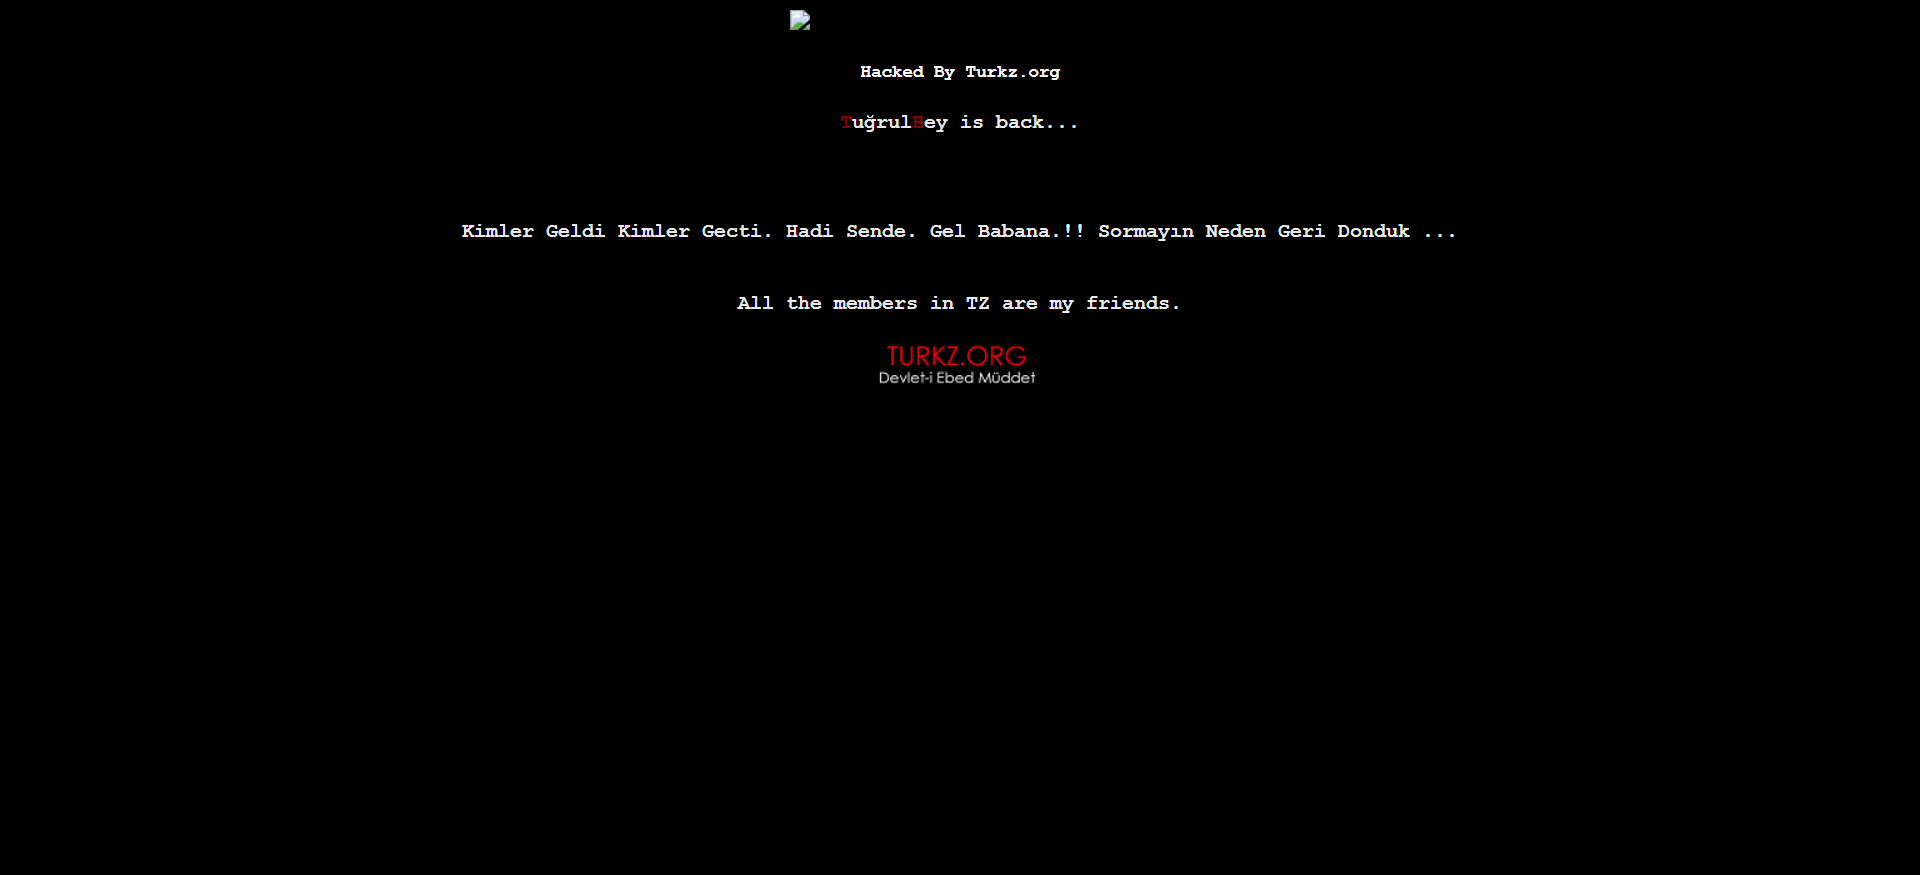 Hacked By Turkz.org
TuğrulBey is back...
Kimler Geldi Kimler Gecti. Hadi Sende. Gel Babana.!! Sormayın Neden Geri Donduk ...
All the members in TZ are my friends.
TURKZ.ORG
Devlet-i Ebed Müddet